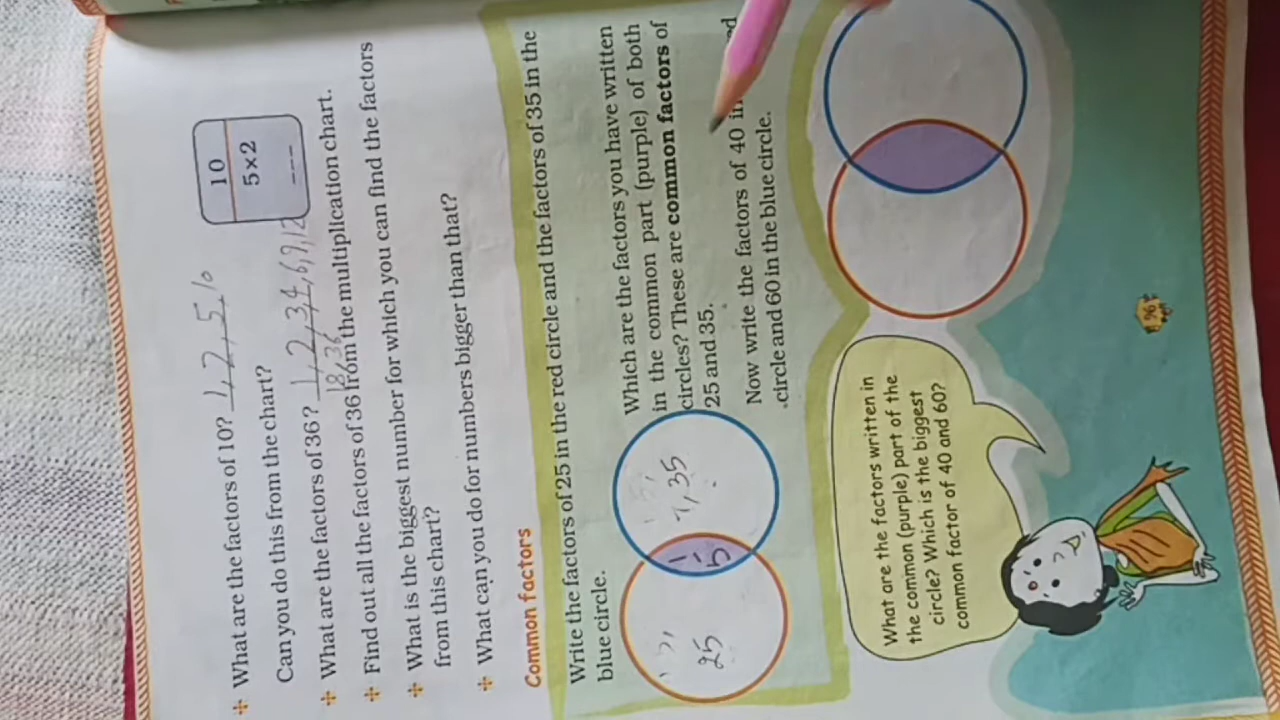 What are the factors of 10? 1, 2, 5, 10
10
5 × 2
Can you do this from the chart?
What are the factors of 36? 1, 2, 3, 4, 6, 9, 12
18, 36
Find out all the factors of 36 from the multiplication chart.
What is the biggest number for which you can find the factors
from this chart?
What can you do for numbers bigger than that?
Common factors
Write the factors of 25 in the red circle and the factors of 35 in the
blue circle.
25
1
5
7, 35
Which are the factors you have written
in the common part (purple) of both
circles? These are common factors of
25 and 35.
Now write the factors of 40 in
circle and 60 in the blue circle.
What are the factors written in
the common (purple) part of the
circle? Which is the biggest
common factor of 40 and 60?
96